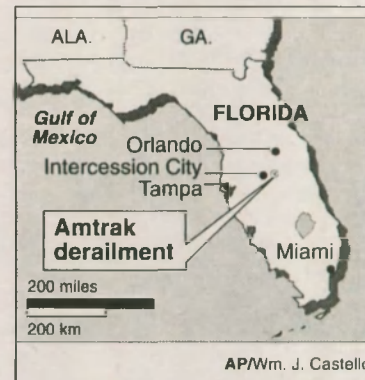 ALA.
GA.
Gulf of
Mexico
FLORIDA
Orlando
Intercession City
Tampa
Amtrak
derailment
Miami
200 miles
200 km
AP/Wm. J. Castello